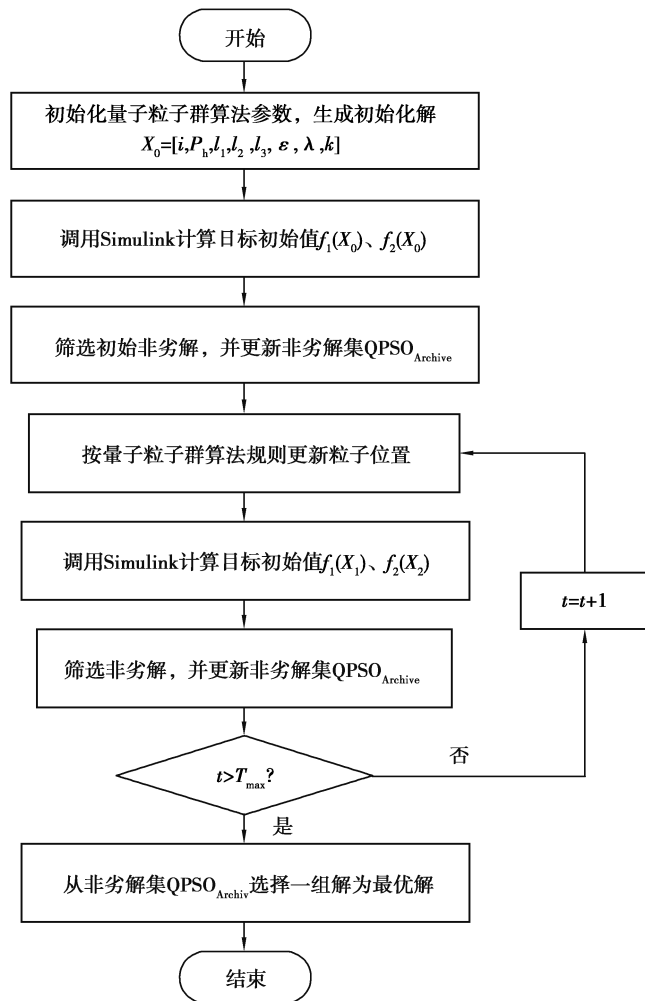 开始
初始化量子粒子群算法参数，生成初始化解
X₀=[i,Pₕ,l₁,l₂,l₃,ε,λ,k]
调用Simulink计算目标初始值f₁(X₀)、f₂(X₀)
筛选初始非劣解，并更新非劣解集QPSO_Archive
按量子粒子群算法规则更新粒子位置
调用Simulink计算目标初始值f₁(X₁)、f₂(X₂)
t=t+1
筛选非劣解，并更新非劣解集QPSO_Archive
t>T_max?
否
是
从非劣解集QPSO_Archiv选择一组解为最优解
结束